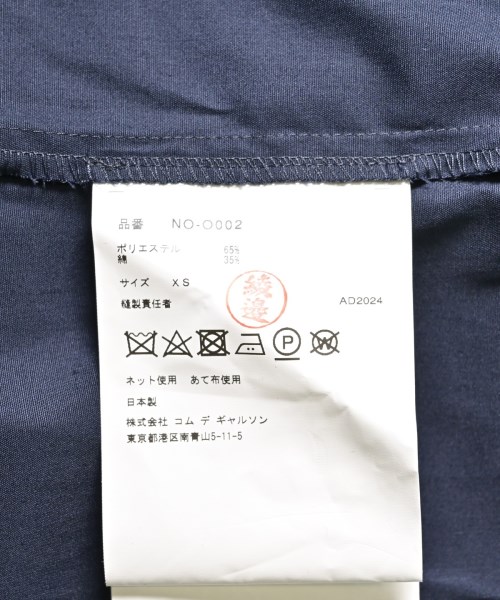 品番 NO-O002
ポリエステル 65%
綿 35%
サイズ XS
縫製責任者 綾邉 AD2024
P W
ネット使用 あて布使用
日本製
株式会社 コム デ ギャルソン
東京都港区南青山5-11-5